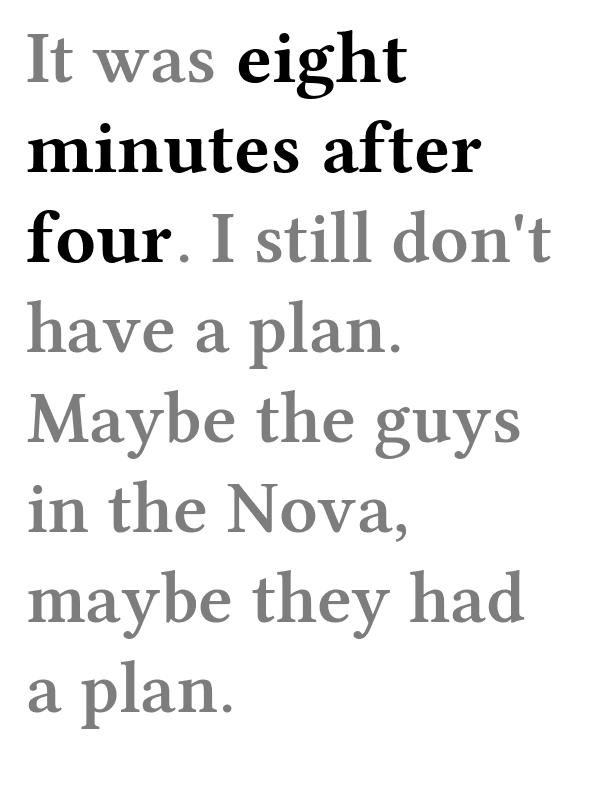 It was eight
minutes after
four. I still don't
have a plan.
Maybe the guys
in the Nova,
maybe they had
a plan.